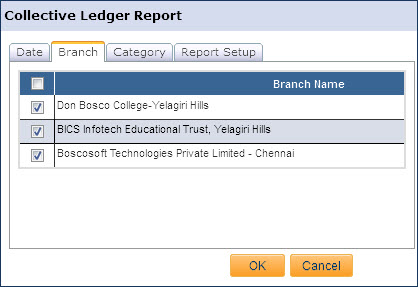 Collective Ledger Report
Date Branch Category Report Setup
Branch Name
Don Bosco College-Yelagiri Hills
BICS Infotech Educational Trust, Yelagiri Hills
Boscosoft Technologies Private Limited - Chennai
OK Cancel